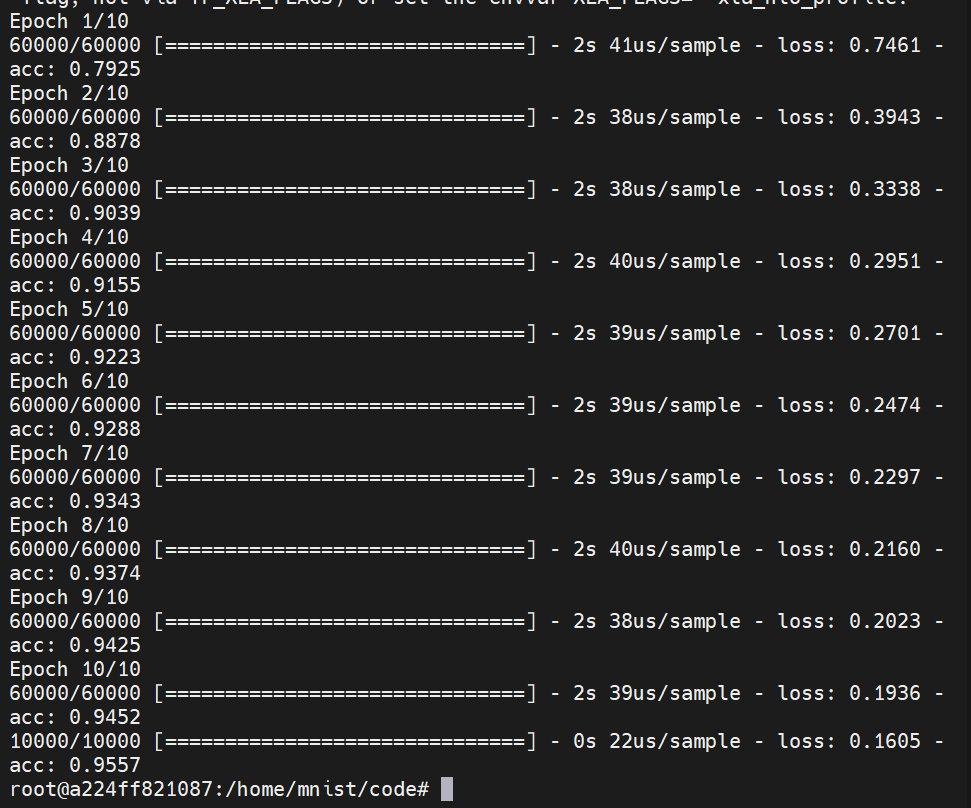 Epoch 1/10
60000/60000 [==============================] - 2s 41us/sample - loss: 0.7461 -
acc: 0.7925
Epoch 2/10
60000/60000 [==============================] - 2s 38us/sample - loss: 0.3943 -
acc: 0.8878
Epoch 3/10
60000/60000 [==============================] - 2s 38us/sample - loss: 0.3338 -
acc: 0.9039
Epoch 4/10
60000/60000 [==============================] - 2s 40us/sample - loss: 0.2951 -
acc: 0.9155
Epoch 5/10
60000/60000 [==============================] - 2s 39us/sample - loss: 0.2701 -
acc: 0.9223
Epoch 6/10
60000/60000 [==============================] - 2s 39us/sample - loss: 0.2474 -
acc: 0.9288
Epoch 7/10
60000/60000 [==============================] - 2s 39us/sample - loss: 0.2297 -
acc: 0.9343
Epoch 8/10
60000/60000 [==============================] - 2s 40us/sample - loss: 0.2160 -
acc: 0.9374
Epoch 9/10
60000/60000 [==============================] - 2s 38us/sample - loss: 0.2023 -
acc: 0.9425
Epoch 10/10
60000/60000 [==============================] - 2s 39us/sample - loss: 0.1936 -
acc: 0.9452
10000/10000 [==============================] - 0s 22us/sample - loss: 0.1605 -
acc: 0.9557
root@a224ff821087:/home/mnist/code#